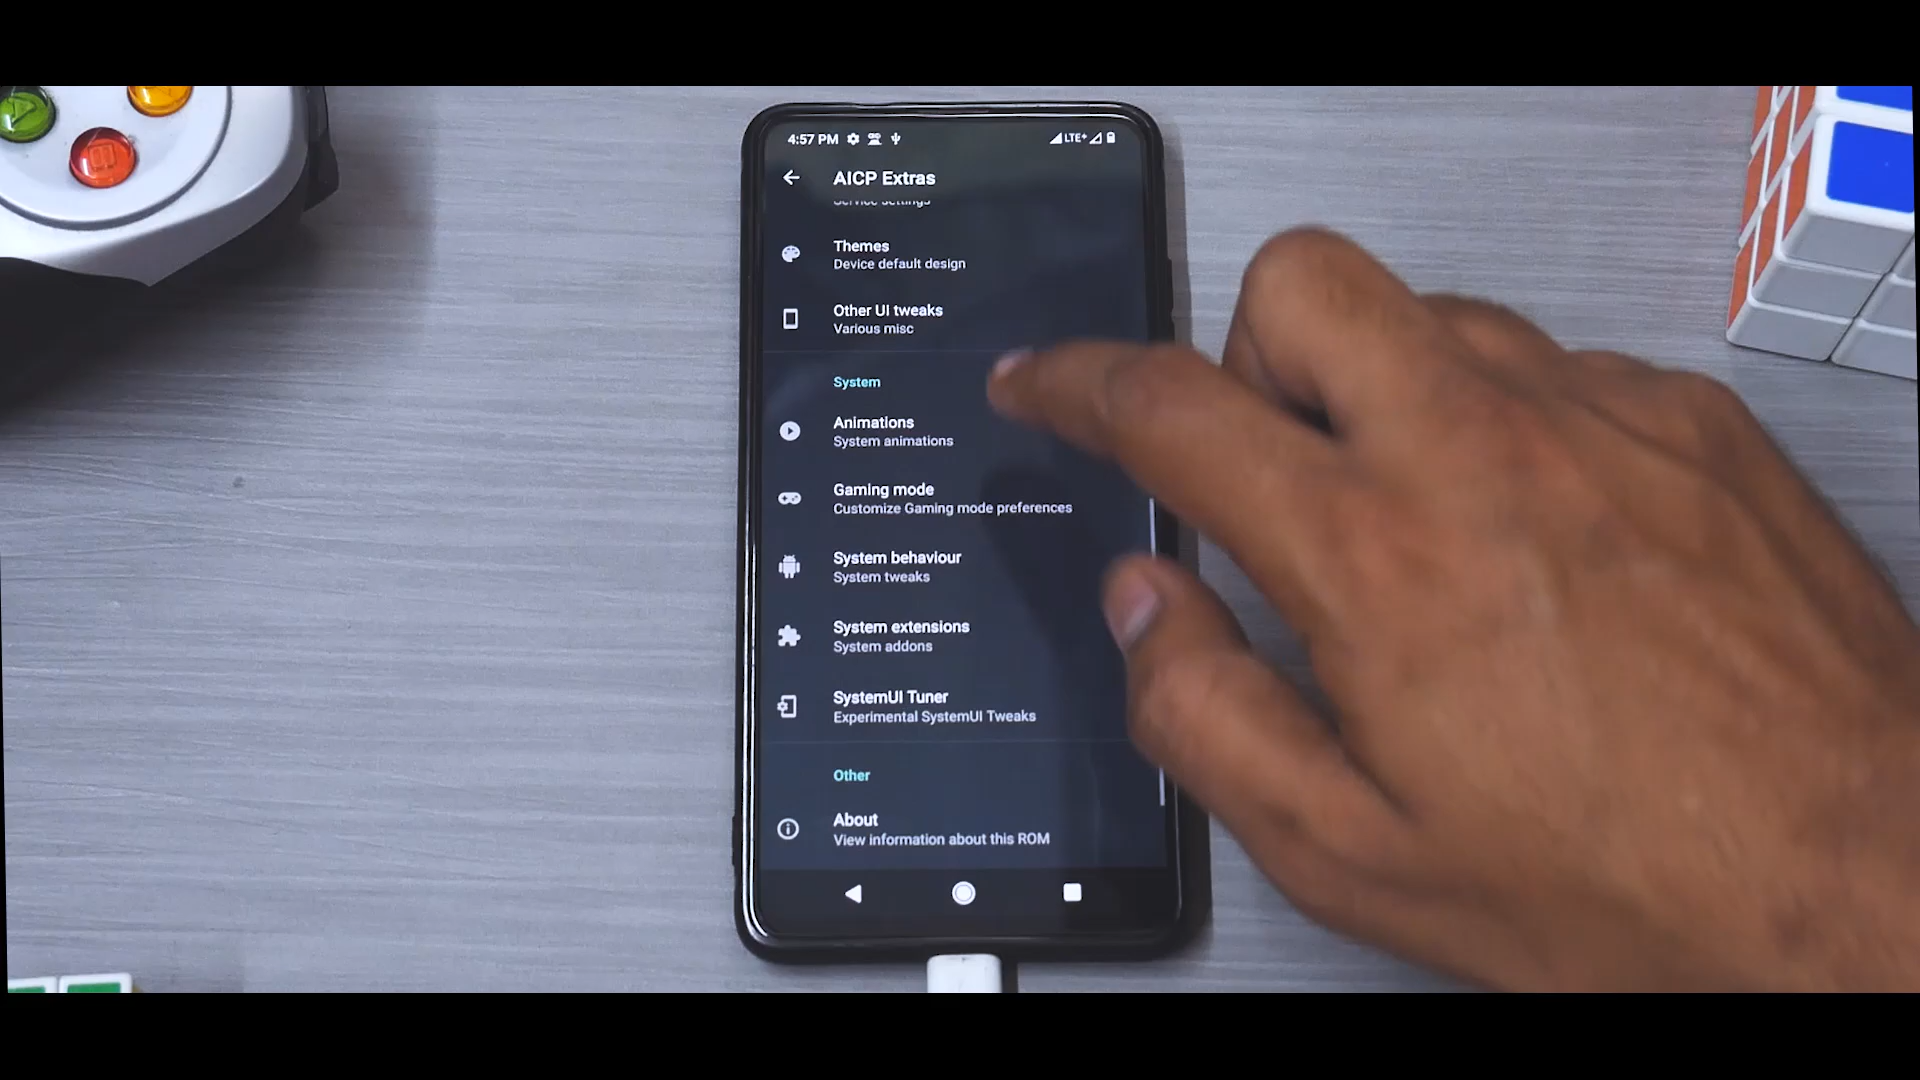 4:57 PM
LTE+
AICP Extras
Service settings
Themes
Device default design
Other UI tweaks
Various misc
System
Animations
System animations
Gaming mode
Customize Gaming mode preferences
System behaviour
System tweaks
System extensions
System addons
SystemUI Tuner
Experimental SystemUI Tweaks
Other
About
View information about this ROM